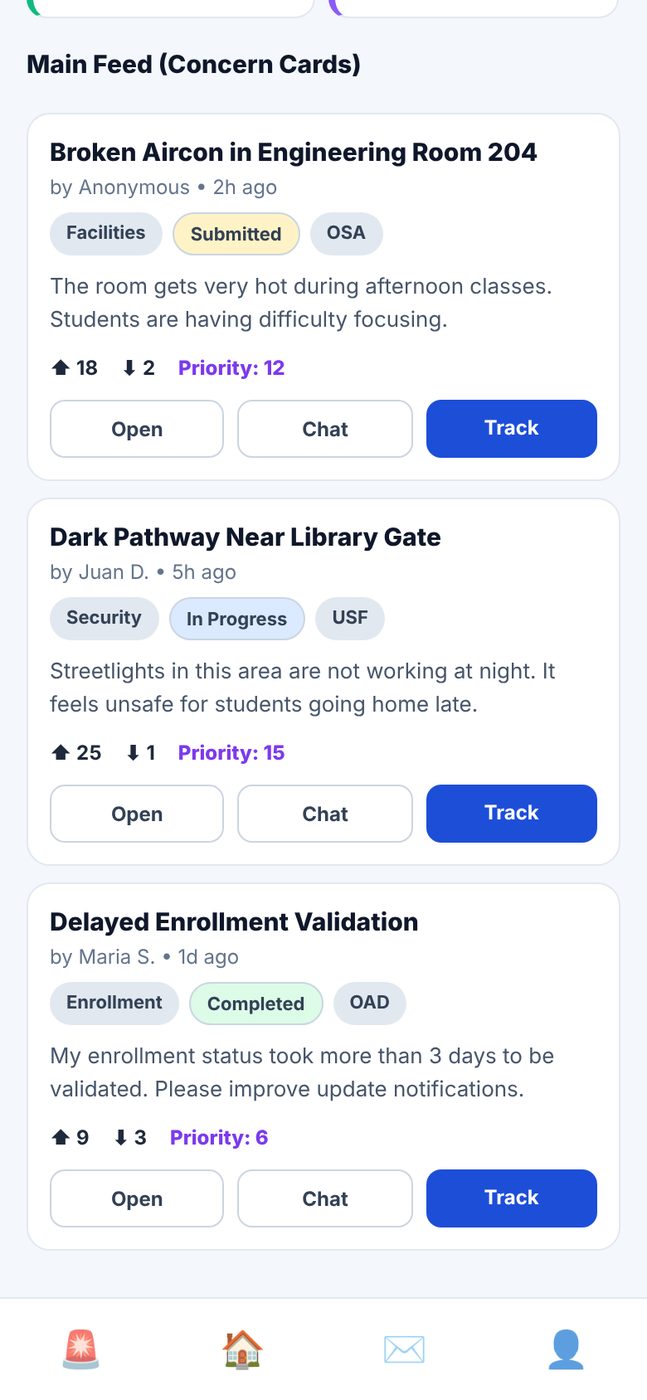 Main Feed (Concern Cards)
Broken Aircon in Engineering Room 204
by Anonymous • 2h ago
Facilities Submitted OSA
The room gets very hot during afternoon classes.
Students are having difficulty focusing.
⬆ 18 ⬇ 2 Priority: 12
Open Chat Track
Dark Pathway Near Library Gate
by Juan D. • 5h ago
Security In Progress USF
Streetlights in this area are not working at night. It
feels unsafe for students going home late.
⬆ 25 ⬇ 1 Priority: 15
Open Chat Track
Delayed Enrollment Validation
by Maria S. • 1d ago
Enrollment Completed OAD
My enrollment status took more than 3 days to be
validated. Please improve update notifications.
⬆ 9 ⬇ 3 Priority: 6
Open Chat Track